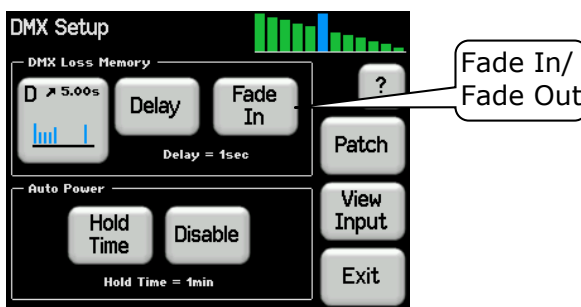 DMX Setup
DMX Loss Memory
D ↗ 5.00s
Delay
Fade
In
Delay = 1sec
?
Fade In/
Fade Out
Patch
Auto Power
Hold
Time
Disable
Hold Time = 1min
View
Input
Exit